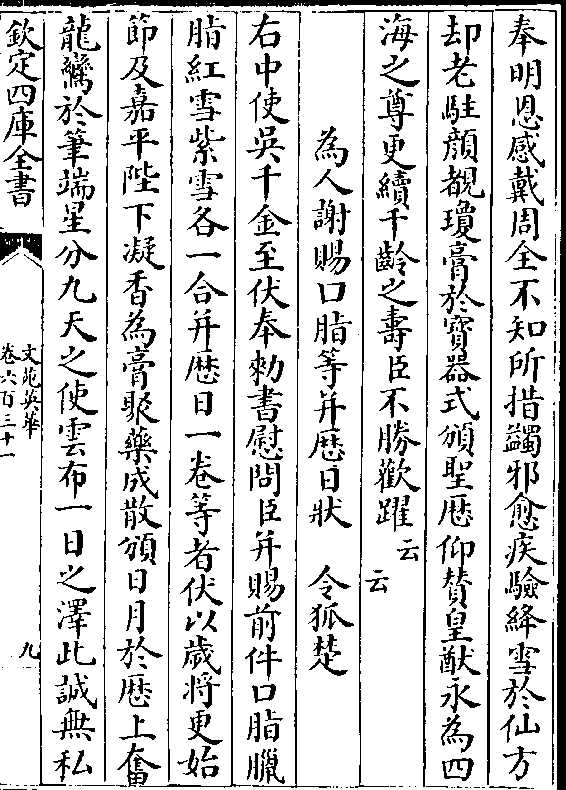 奉明恩感戴周全不知所措蠲邪愈疾驗絳雪於仙方
却老駐顔覩瓊膏於寳器式頒聖厯仰賛皇猷永為四
海之尊更續千齡之壽臣不勝歡躍云云
為人謝賜口脂等并厯日狀　令狐楚
右中使吳千金至伏奉勑書慰問臣并賜前件口脂臘
脂紅雪紫雪各一合并厯日一卷等者伏以歲將更始
節及嘉平陛下凝香為膏聚藥成散頒日月於厯上奮
龍鸞於筆端星分九天之使雲布一日之澤此誠無私
欽定四庫全書
文苑英華
卷六百三十一
九